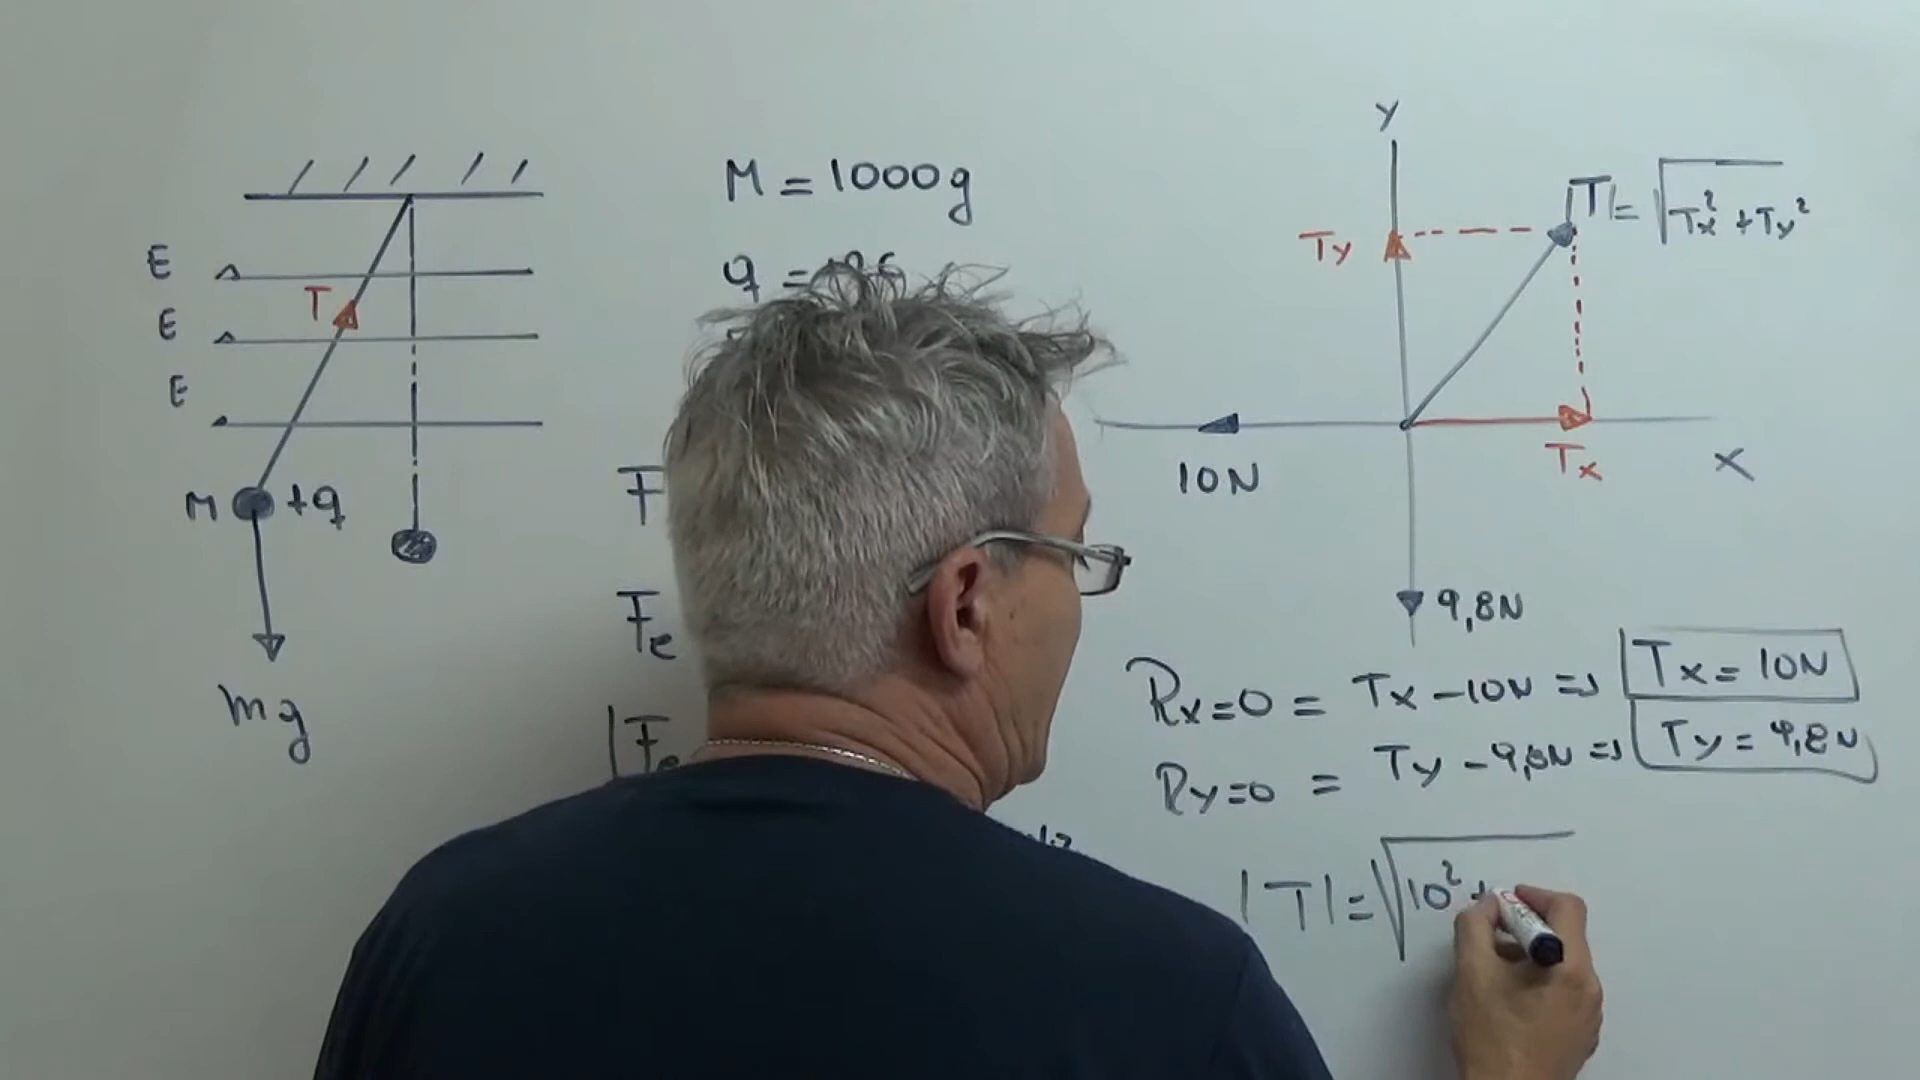 E
E
E
T
M +q
mg
M = 1000g
q =
F
Fe
|Fe
Y
Ty
|T|= √Tx² + Ty²
10N
Tx
X
9,8N
Rx=0 = Tx - 10N => Tx = 10N
Ry=0 = Ty - 9,8N => Ty = 9,8N
|T|= √10² +